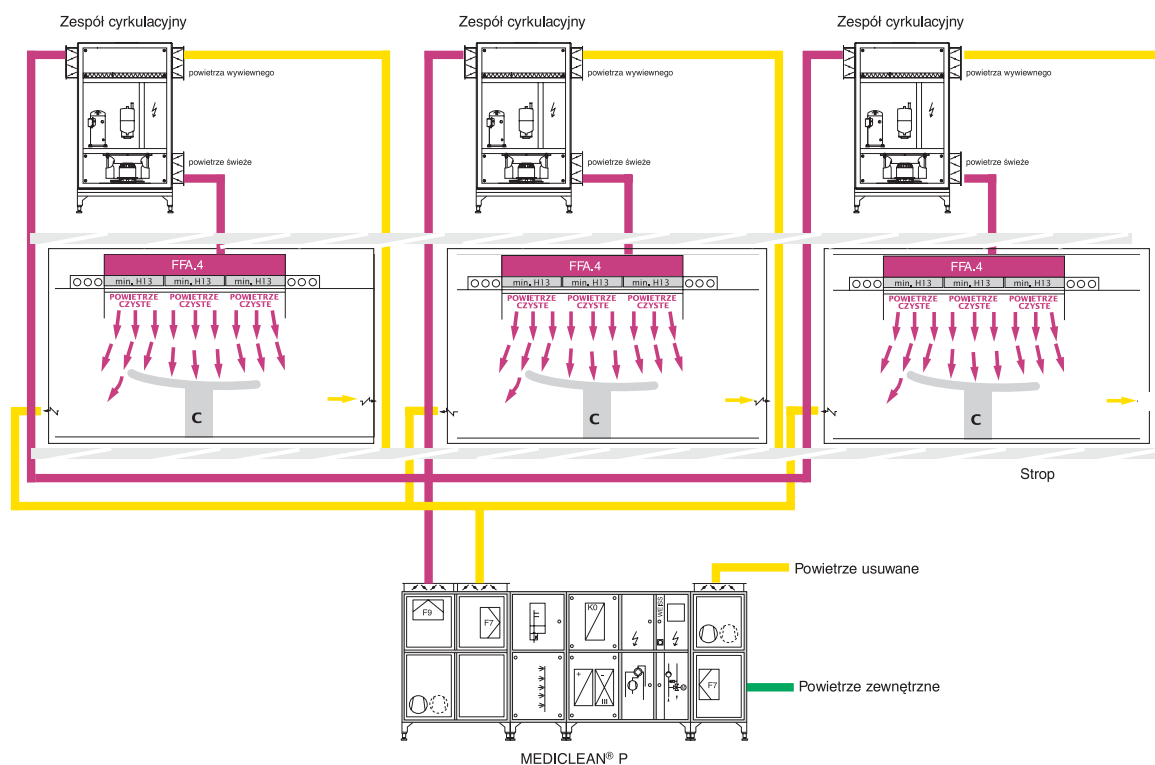 Zespół cyrkulacyjny
Zespół cyrkulacyjny
Zespół cyrkulacyjny
powietrza wywiewnego
powietrza wywiewnego
powietrza wywiewnego
powietrze świeże
powietrze świeże
powietrze świeże
FFA.4
FFA.4
FFA.4
min. H13 min. H13 min. H13
min. H13 min. H13 min. H13
min. H13 min. H13 min. H13
POWIETRZE POWIETRZE POWIETRZE
CZYSTE CZYSTE CZYSTE
POWIETRZE POWIETRZE POWIETRZE
CZYSTE CZYSTE CZYSTE
POWIETRZE POWIETRZE POWIETRZE
CZYSTE CZYSTE CZYSTE
C
C
C
Strop
Powietrze usuwane
F9
F7
K0
WEISS
+
-
III
F7
Powietrze zewnętrzne
MEDICLEAN® P